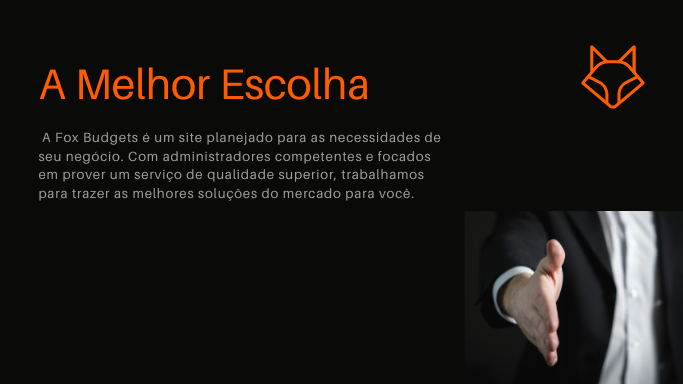 A Melhor Escolha
A Fox Budgets é um site planejado para as necessidades de
seu negócio. Com administradores competentes e focados
em prover um serviço de qualidade superior, trabalhamos
para trazer as melhores soluções do mercado para você.